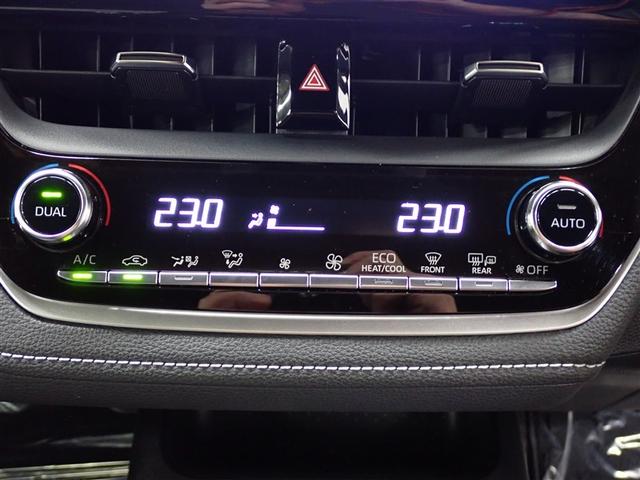 DUAL
23.0
23.0
AUTO
A/C
ECO
HEAT/COOL
FRONT
REAR
OFF